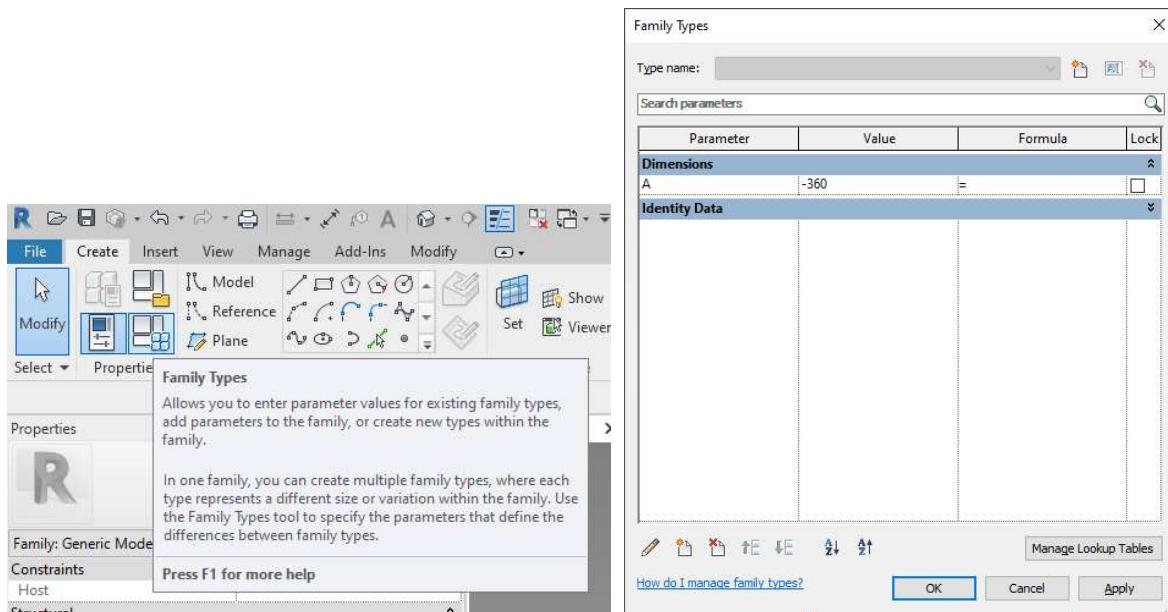 File Create Insert View Manage Add-Ins Modify
Model
Reference
Plane
Show
Viewer
Modify
Set
Select
Family Types
Allows you to enter parameter values for existing family types,
add parameters to the family, or create new types within the
family.
In one family, you can create multiple family types, where each
type represents a different size or variation within the family. Use
the Family Types tool to specify the parameters that define the
differences between family types.
Press F1 for more help
Properties
Family: Generic Mode
Constraints
Host
Family Types
Type name:
Search parameters
Parameter Value Formula Lock
Dimensions
A -360 =
Identity Data
Manage Lookup Tables
How do I manage family types?
OK Cancel Apply